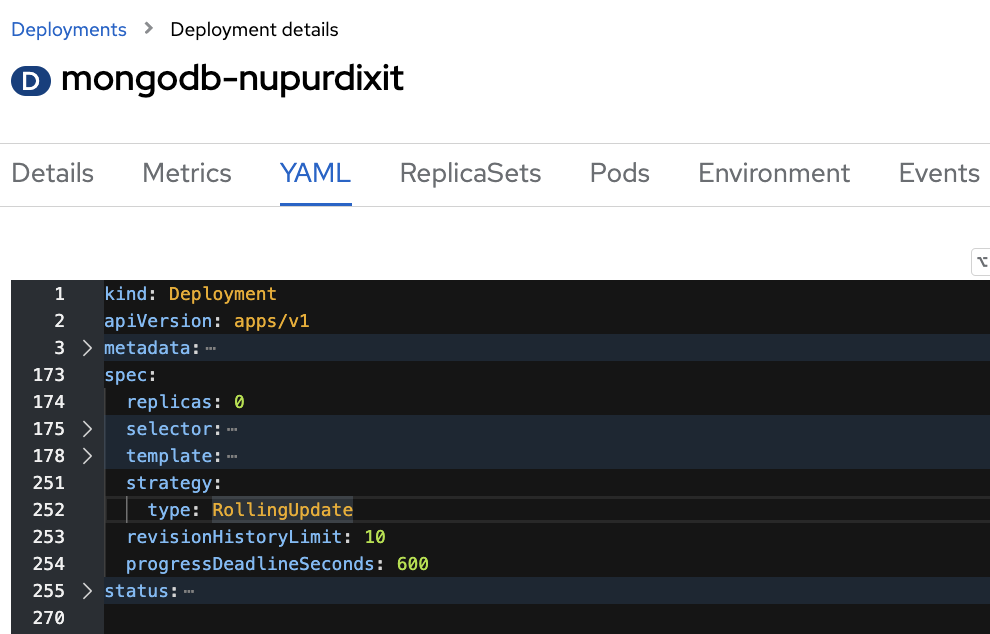 Deployments > Deployment details
D mongodb-nupurdixit
Details Metrics YAML ReplicaSets Pods Environment Events
1 kind: Deployment
2 apiVersion: apps/v1
3 > metadata: …
173 spec:
174 replicas: 0
175 > selector: …
178 > template: …
251 strategy:
252 type: RollingUpdate
253 revisionHistoryLimit: 10
254 progressDeadlineSeconds: 600
255 > status: …
270